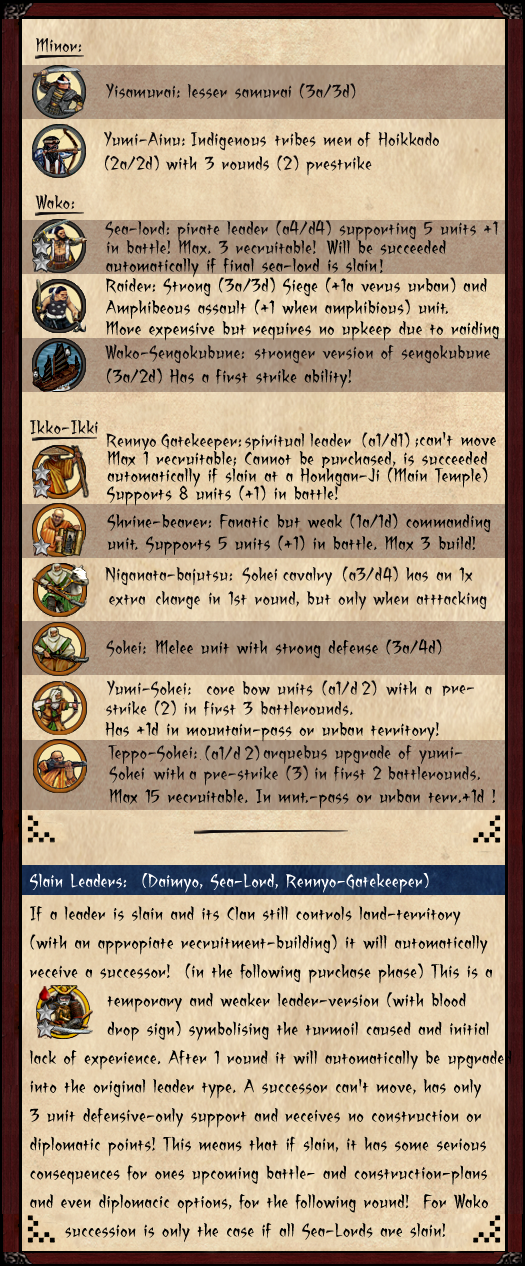 Minor:
Yisamurai: lesser samurai (3a/3d)
Yumi-Ainu: Indigenous tribes men of Hoikkado
(2a/2d) with 3 rounds (2) prestrike
Wako:
Sea-lord: pirate leader (a4/d4) supporting 5 units +1
in battle! Max. 3 recruitable! Will be succeeded
automatically if final sea-lord is slain!
Raider: Strong (3a/3d) Siege (+1a verus urban) and
Amphibeous assault (+1 when amphibious) unit.
More expensive but requires no upkeep due to raiding
Wako-Sengokubune: stronger version of sengokubune
(3a/2d) Has a first strike ability!
Ikko-Ikki
Rennyo Gatekeeper: spiritual leader (a1/d1) ;can't move
Max 1 recruitable; Cannot be purchased, is succeeded
automatically if slain at a Honhgan-Ji (Main Temple)
Supports 8 units (+1) in battle!
Shrine-bearer: Fanatic but weak (1a/1d) commanding
unit. Supports 5 units (+1) in battle. Max 3 build!
Niganata-bajutsu: Sohei cavalry (a3/d4) has an 1x
extra charge in 1st round, but only when atttacking
Sohei: Melee unit with strong defense (3a/4d)
Yumi-Sohei: core bow units (a1/d 2) with a pre-
strike (2) in first 3 battlerounds.
Has +1d in mountain-pass or urban territory!
Teppo-Sohei: (a1/d 2) arquebus upgrade of yumi-
Sohei with a pre-strike (3) in first 2 battlerounds.
Max 15 recruitable. In mnt.-pass or urban terr.+1d !
Slain Leaders: (Daimyo, Sea-Lord, Rennyo-Gatekeeper)
If a leader is slain and its Clan still controls land-territory
(with an appropiate recruitment-building) it will automatically
receive a successor! (in the following purchase phase) This is a
temporary and weaker leader-version (with blood
drop sign) symbolising the turmoil caused and initial
lack of experience. After 1 round it will automatically be upgraded
into the original leader type. A successor can't move, has only
3 unit defensive-only support and receives no construction or
diplomatic points! This means that if slain, it has some serious
consequences for ones upcoming battle- and construction-plans
and even diplomacic options, for the following round! For Wako
succession is only the case if all Sea-Lords are slain!